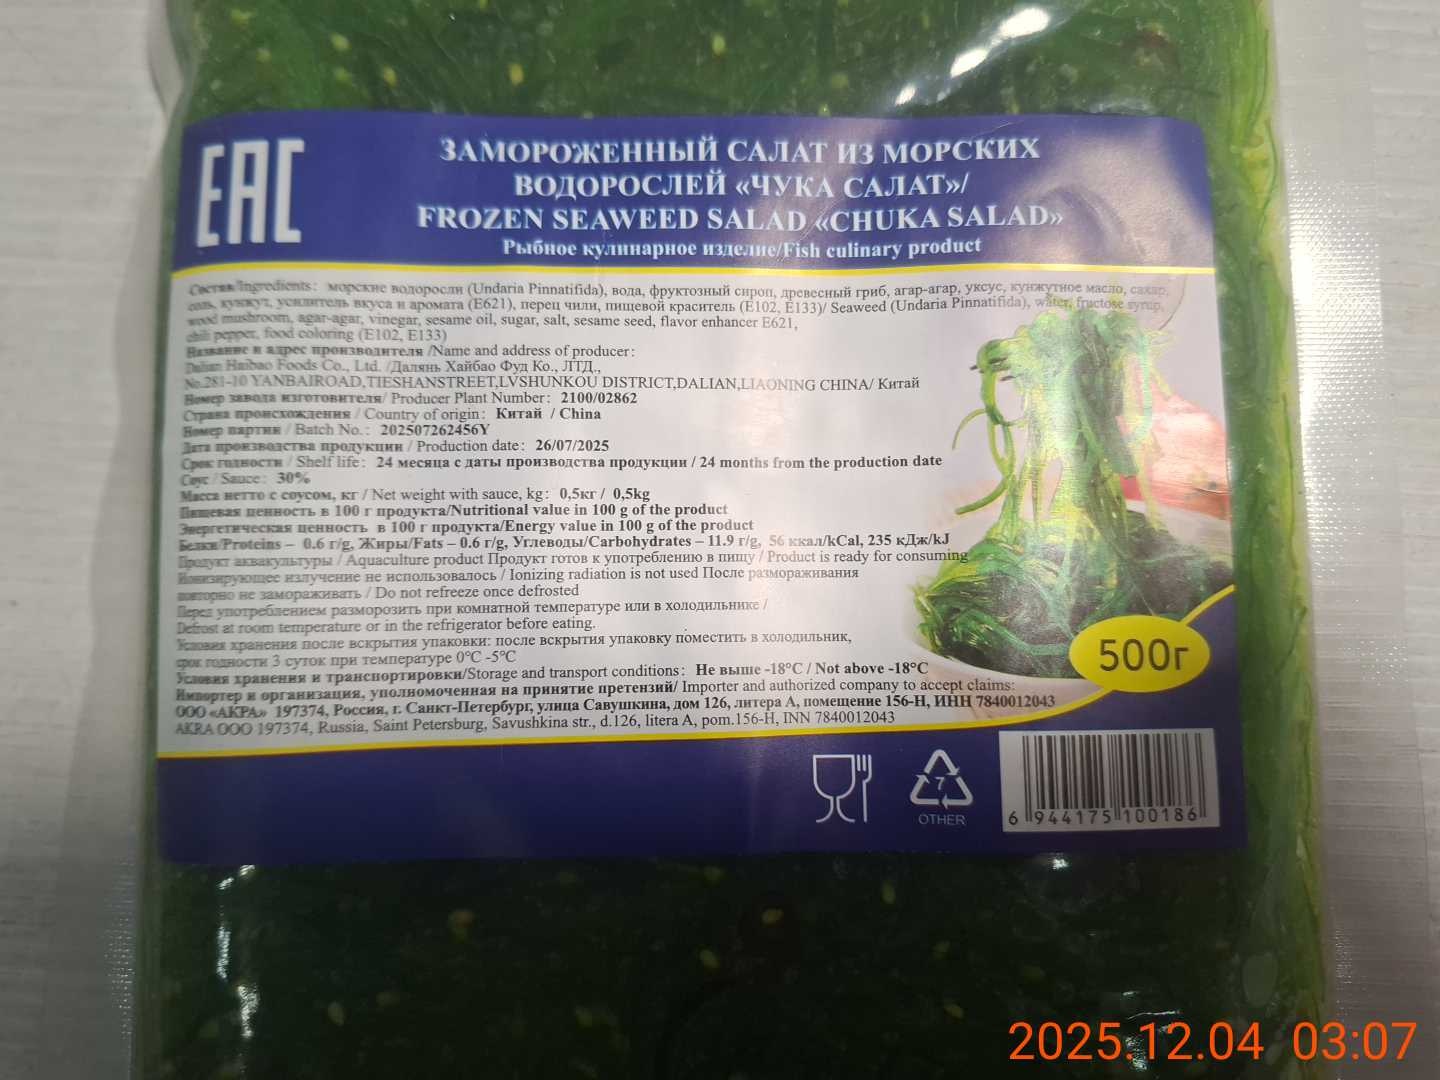 EAC
ЗАМОРОЖЕННЫЙ САЛАТ ИЗ МОРСКИХ
ВОДОРОСЛЕЙ «ЧУКА САЛАТ»/
FROZEN SEAWEED SALAD «CHUKA SALAD»
Рыбное кулинарное изделие/Fish culinary product
Состав/Ingredients: морские водоросли (Undaria Pinnatifida), вода, фруктозный сироп, древесный гриб, агар-агар, уксус, кунжутное масло, сахар,
соль, кунжут, усилитель вкуса и аромата (Е621), перец чили, пищевой краситель (Е102, Е133)/ Seaweed (Undaria Pinnatifida), water, fructose syrup,
wood mushroom, agar-agar, vinegar, sesame oil, sugar, salt, sesame seed, flavor enhancer E621,
chili pepper, food coloring (E102, E133)
Название и адрес производителя /Name and address of producer:
Dalian Haibao Foods Co., Ltd. /Далянь Хайбао Фуд Ко., ЛТД.,
No.281-10 YANBAIROAD,TIESHANSTREET,LVSHUNKOU DISTRICT,DALIAN,LIAONING CHINA/ Китай
Номер завода изготовителя/ Producer Plant Number: 2100/02862
Страна происхождения / Country of origin: Китай / China
Номер партии / Batch No.: 202507262456Y
Дата производства продукции / Production date: 26/07/2025
Срок годности / Shelf life: 24 месяца с даты производства продукции / 24 months from the production date
Соус / Sauce: 30%
Масса нетто с соусом, кг / Net weight with sauce, kg: 0,5кг / 0,5kg
Пищевая ценность в 100 г продукта/Nutritional value in 100 g of the product
Энергетическая ценность в 100 г продукта/Energy value in 100 g of the product
Белки/Proteins – 0.6 г/g, Жиры/Fats – 0.6 г/g, Углеводы/Carbohydrates – 11.9 г/g, 56 ккал/kCal, 235 кДж/kJ
Продукт аквакультуры / Aquaculture product Продукт готов к употреблению в пищу / Product is ready for consuming
Ионизирующее излучение не использовалось / Ionizing radiation is not used После размораживания
повторно не замораживать / Do not refreeze once defrosted
Перед употреблением разморозить при комнатной температуре или в холодильнике /
Defrost at room temperature or in the refrigerator before eating.
Условия хранения после вскрытия упаковки: после вскрытия упаковку поместить в холодильник,
срок годности 3 суток при температуре 0°C -5°C
Условия хранения и транспортировки/Storage and transport conditions: Не выше -18°C / Not above -18°C
Импортер и организация, уполномоченная на принятие претензий/ Importer and authorized company to accept claims:
ООО «АКРА» 197374, Россия, г. Санкт-Петербург, улица Савушкина, дом 126, литера А, помещение 156-Н, ИНН 7840012043
AKRA OOO 197374, Russia, Saint Petersburg, Savushkina str., d.126, litera A, pom.156-H, INN 7840012043
500г
7
OTHER
6 944175 100186
2025.12.04 03:07